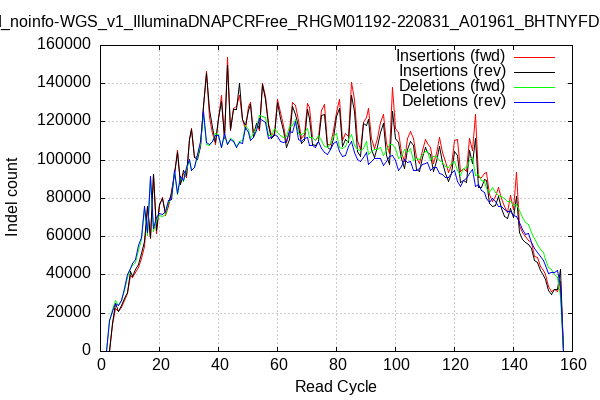 _noinfo-WGS_v1_IlluminaDNAPCRFree_RHGM01192-220831_A01961_BHTNYFD
Insertions (fwd)
Insertions (rev)
Deletions (fwd)
Deletions (rev)
Indel count
160000
140000
120000
100000
80000
60000
40000
20000
0
0 20 40 60 80 100 120 140 160
Read Cycle